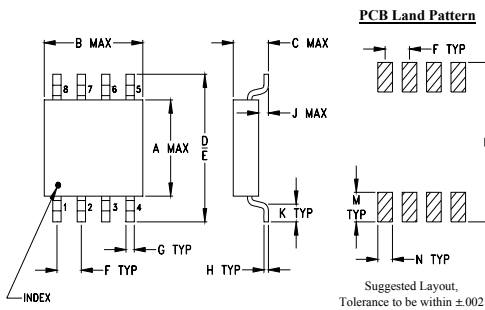 PCB Land Pattern
B MAX
C MAX
F TYP
8 7 6 5
J MAX
A MAX
D
E
K TYP
M
TYP
1 2 3 4
G TYP
N TYP
F TYP
H TYP
INDEX
Suggested Layout,
Tolerance to be within ±.002